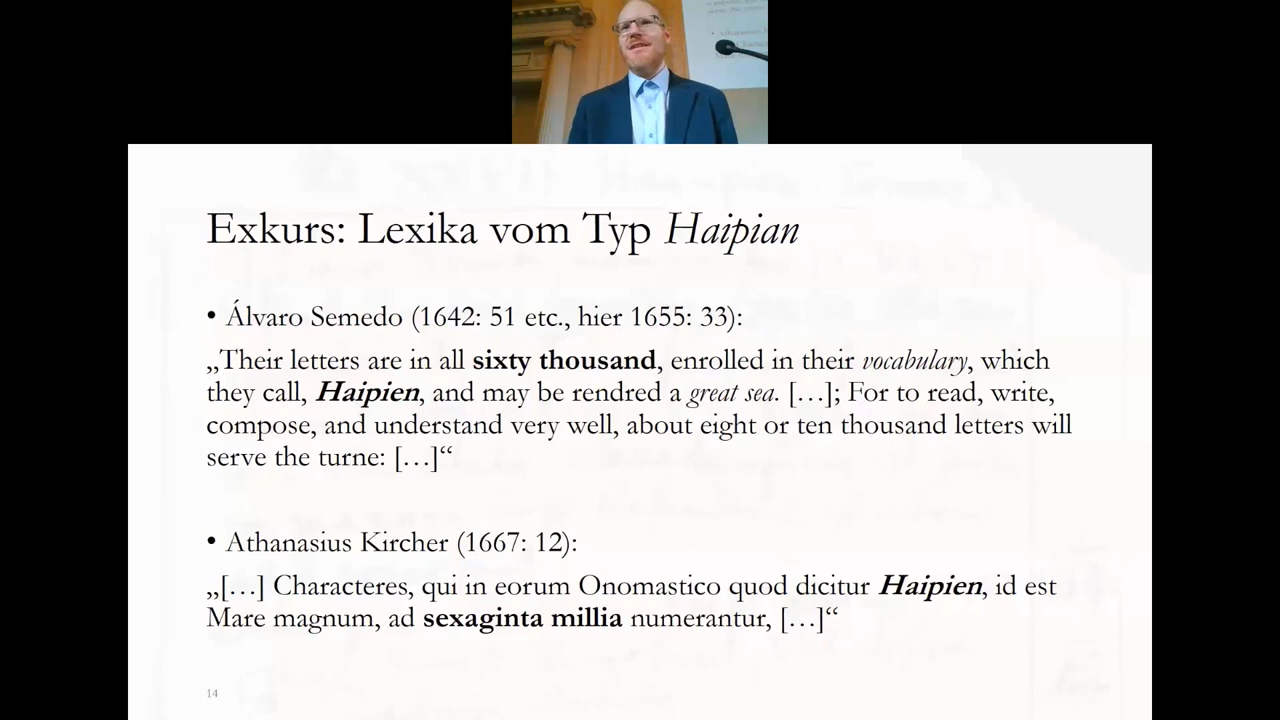 Exkurs: Lexika vom Typ Haipian
• Álvaro Semedo (1642: 51 etc., hier 1655: 33):
„Their letters are in all sixty thousand, enrolled in their vocabulary, which
they call, Haipien, and may be rendred a great sea. […]; For to read, write,
compose, and understand very well, about eight or ten thousand letters will
serve the turne: […]“
• Athanasius Kircher (1667: 12):
„[…] Characteres, qui in eorum Onomastico quod dicitur Haipien, id est
Mare magnum, ad sexaginta millia numerantur, […]“
14